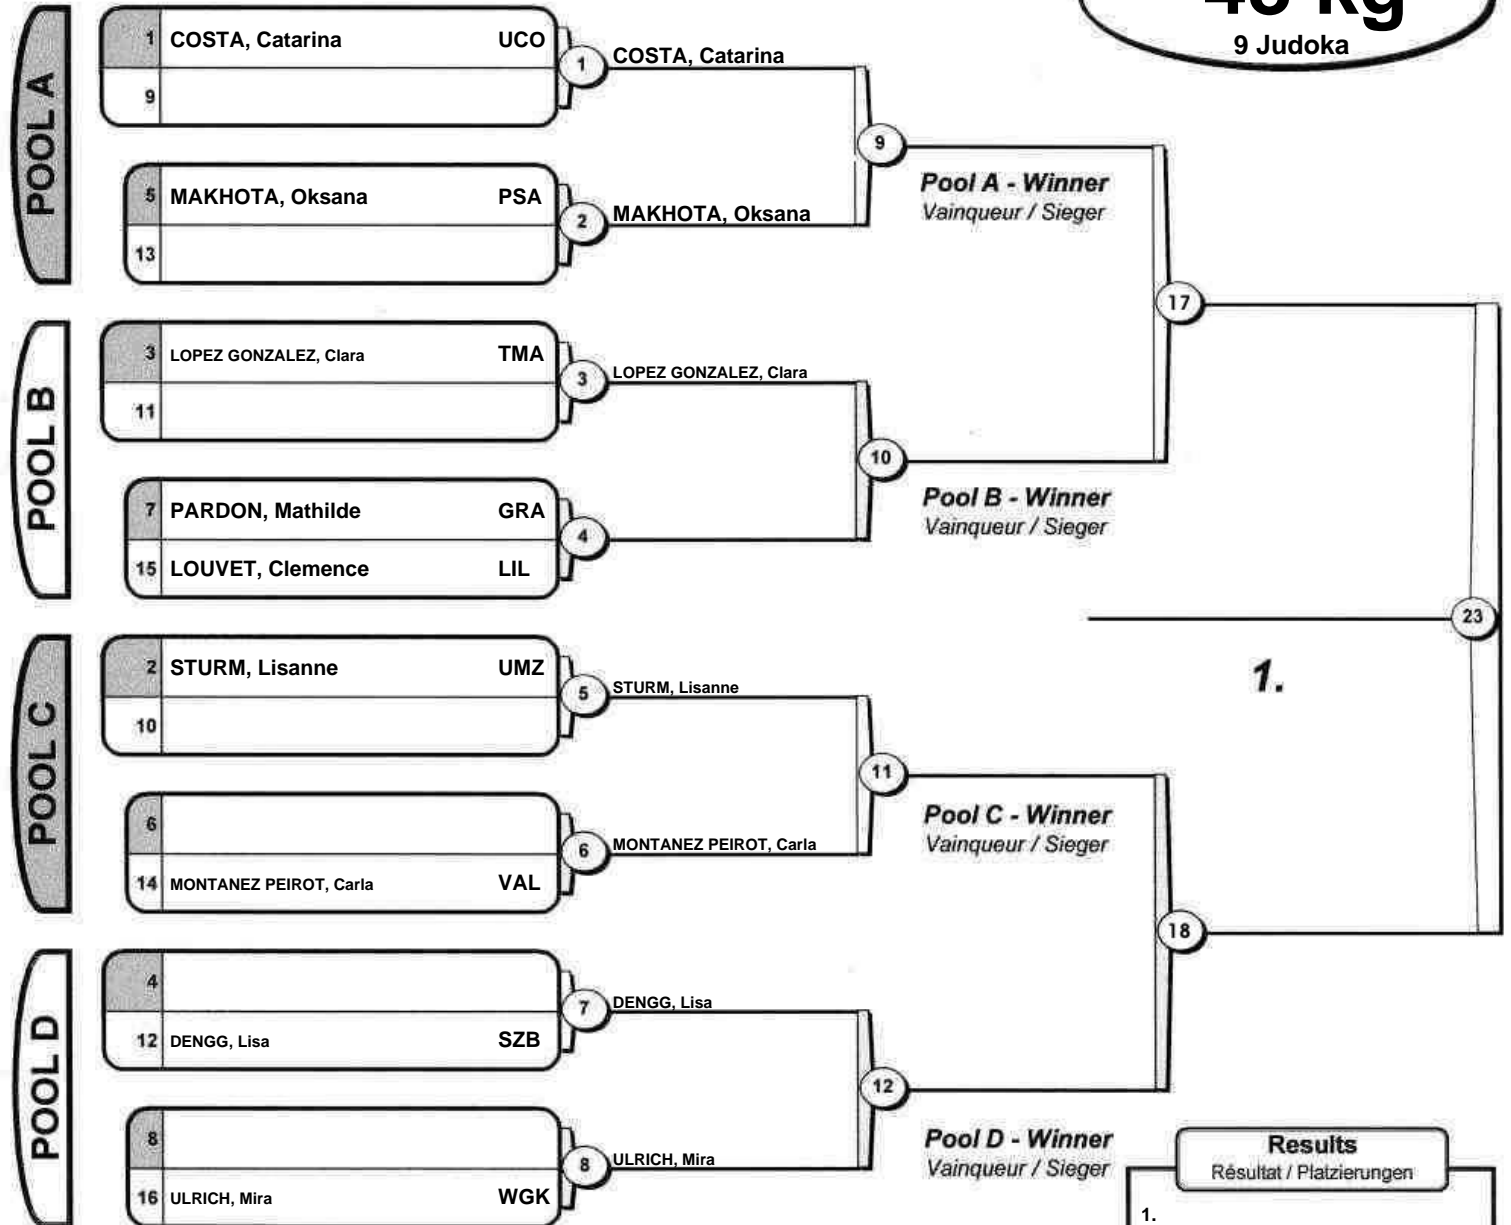 9 Judoka
POOL A
1 COSTA, Catarina UCO
9
1
COSTA, Catarina
5 MAKHOTA, Oksana PSA
13
2
MAKHOTA, Oksana
9
Pool A - Winner
Vainqueur / Sieger
POOL B
3 LOPEZ GONZALEZ, Clara TMA
11
3
LOPEZ GONZALEZ, Clara
7 PARDON, Mathilde GRA
15 LOUVET, Clemence LIL
4
10
Pool B - Winner
Vainqueur / Sieger
17
POOL C
2 STURM, Lisanne UMZ
10
5
STURM, Lisanne
6
14 MONTANEZ PEIROT, Carla VAL
6
MONTANEZ PEIROT, Carla
11
Pool C - Winner
Vainqueur / Sieger
23
1.
POOL D
4
12 DENGG, Lisa SZB
7
DENGG, Lisa
8
16 ULRICH, Mira WGK
8
ULRICH, Mira
12
Pool D - Winner
Vainqueur / Sieger
18
Results
Résultat / Platzierungen
1.